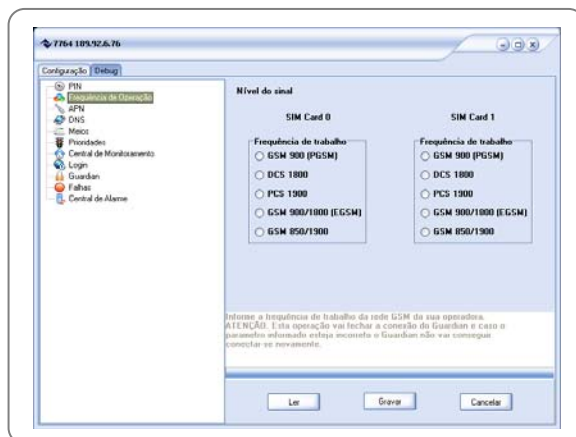 7764 189.92.6.76
Configuração Debug
PIN
Frequência de Operação
APN
DNS
Meios
Prioridades
Central de Monitoramento
Login
Guardian
Falhas
Central de Alarme
Nível do sinal
SIM Card 0
SIM Card 1
Frequência de trabalho
GSM 900 (PGSM)
DCS 1800
PCS 1900
GSM 900/1800 (EGSM)
GSM 850/1900
Frequência de trabalho
GSM 900 (PGSM)
DCS 1800
PCS 1900
GSM 900/1800 (EGSM)
GSM 850/1900
Informe a frequência de trabalho da rede GSM da sua operadora.
ATENÇÃO. Esta operação vai fechar a conexão do Guardian e caso o
parametro informado esteja incorreto o Guardian não vai conseguir
conectar-se novamente.
Ler Gravar Cancelar